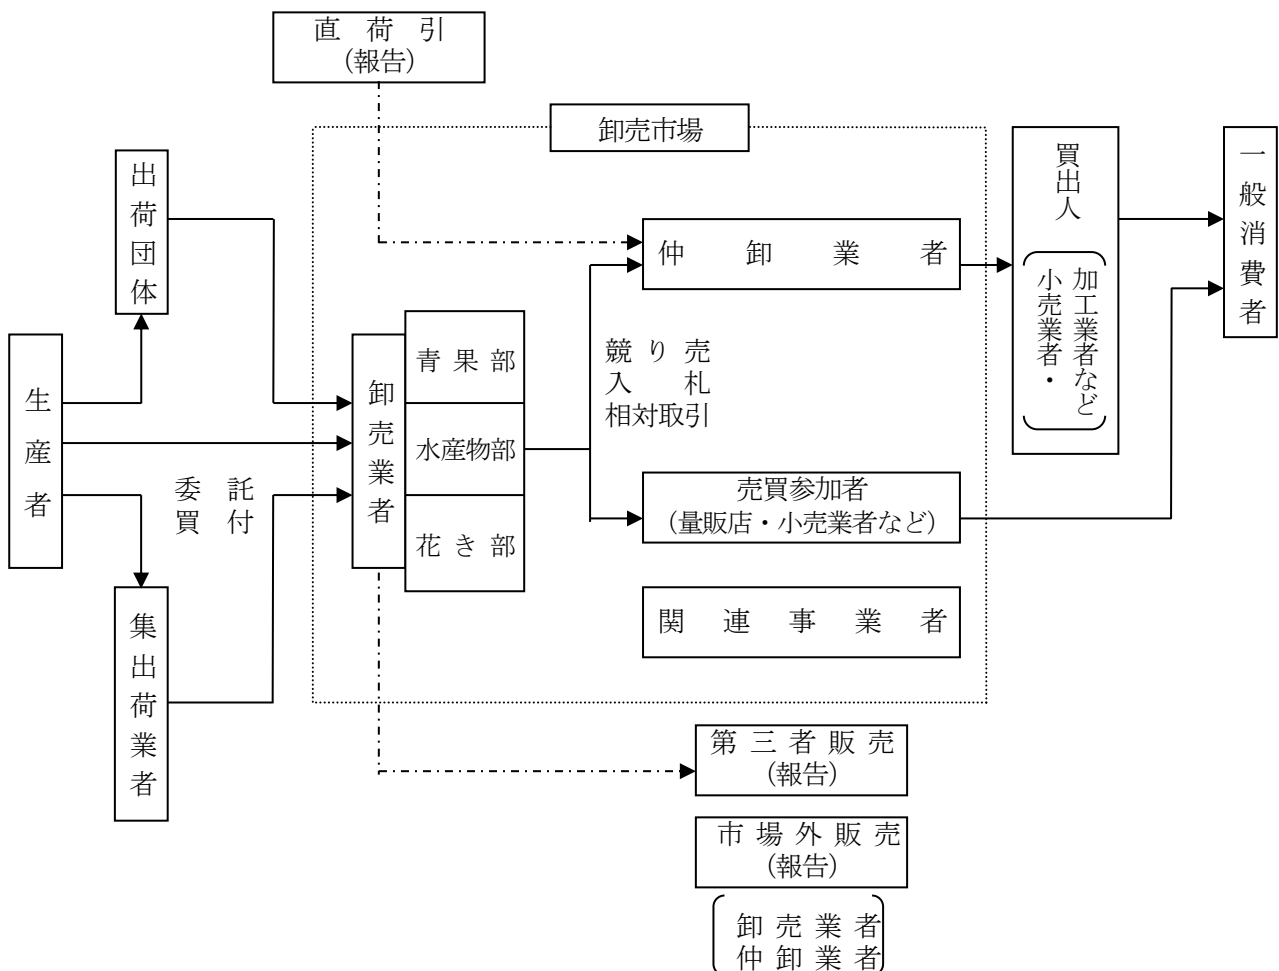 直荷引
（報告）
卸売市場
出荷団体
生産者
集出荷業者
委託
買付
卸売業者
青果部
水産物部
花き部
競り売
入札
相対取引
仲卸業者
売買参加者
（量販店・小売業者など）
関連事業者
買出人
小売業者・
加工業者など
一般消費者
第三者販売
（報告）
市場外販売
（報告）
卸売業者
仲卸業者